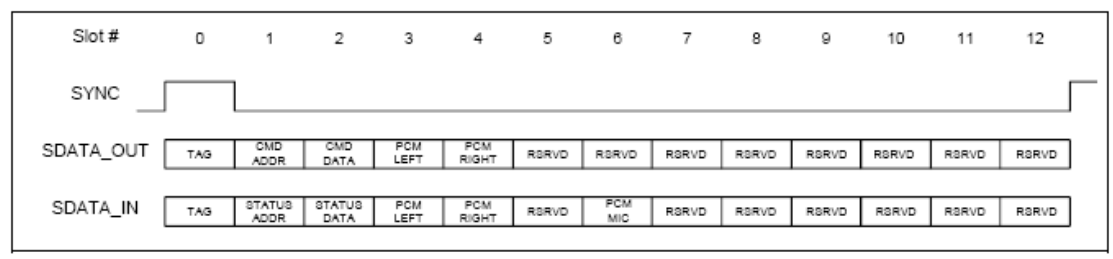 Slot # 0 1 2 3 4 5 6 7 8 9 10 11 12
SYNC
SDATA_OUT TAG CMD ADDR CMD DATA PCM LEFT PCM RIGHT RSRVD RSRVD RSRVD RSRVD RSRVD RSRVD RSRVD RSRVD
SDATA_IN TAG STATUS ADDR STATUS DATA PCM LEFT PCM RIGHT RSRVD PCM MIC RSRVD RSRVD RSRVD RSRVD RSRVD RSRVD